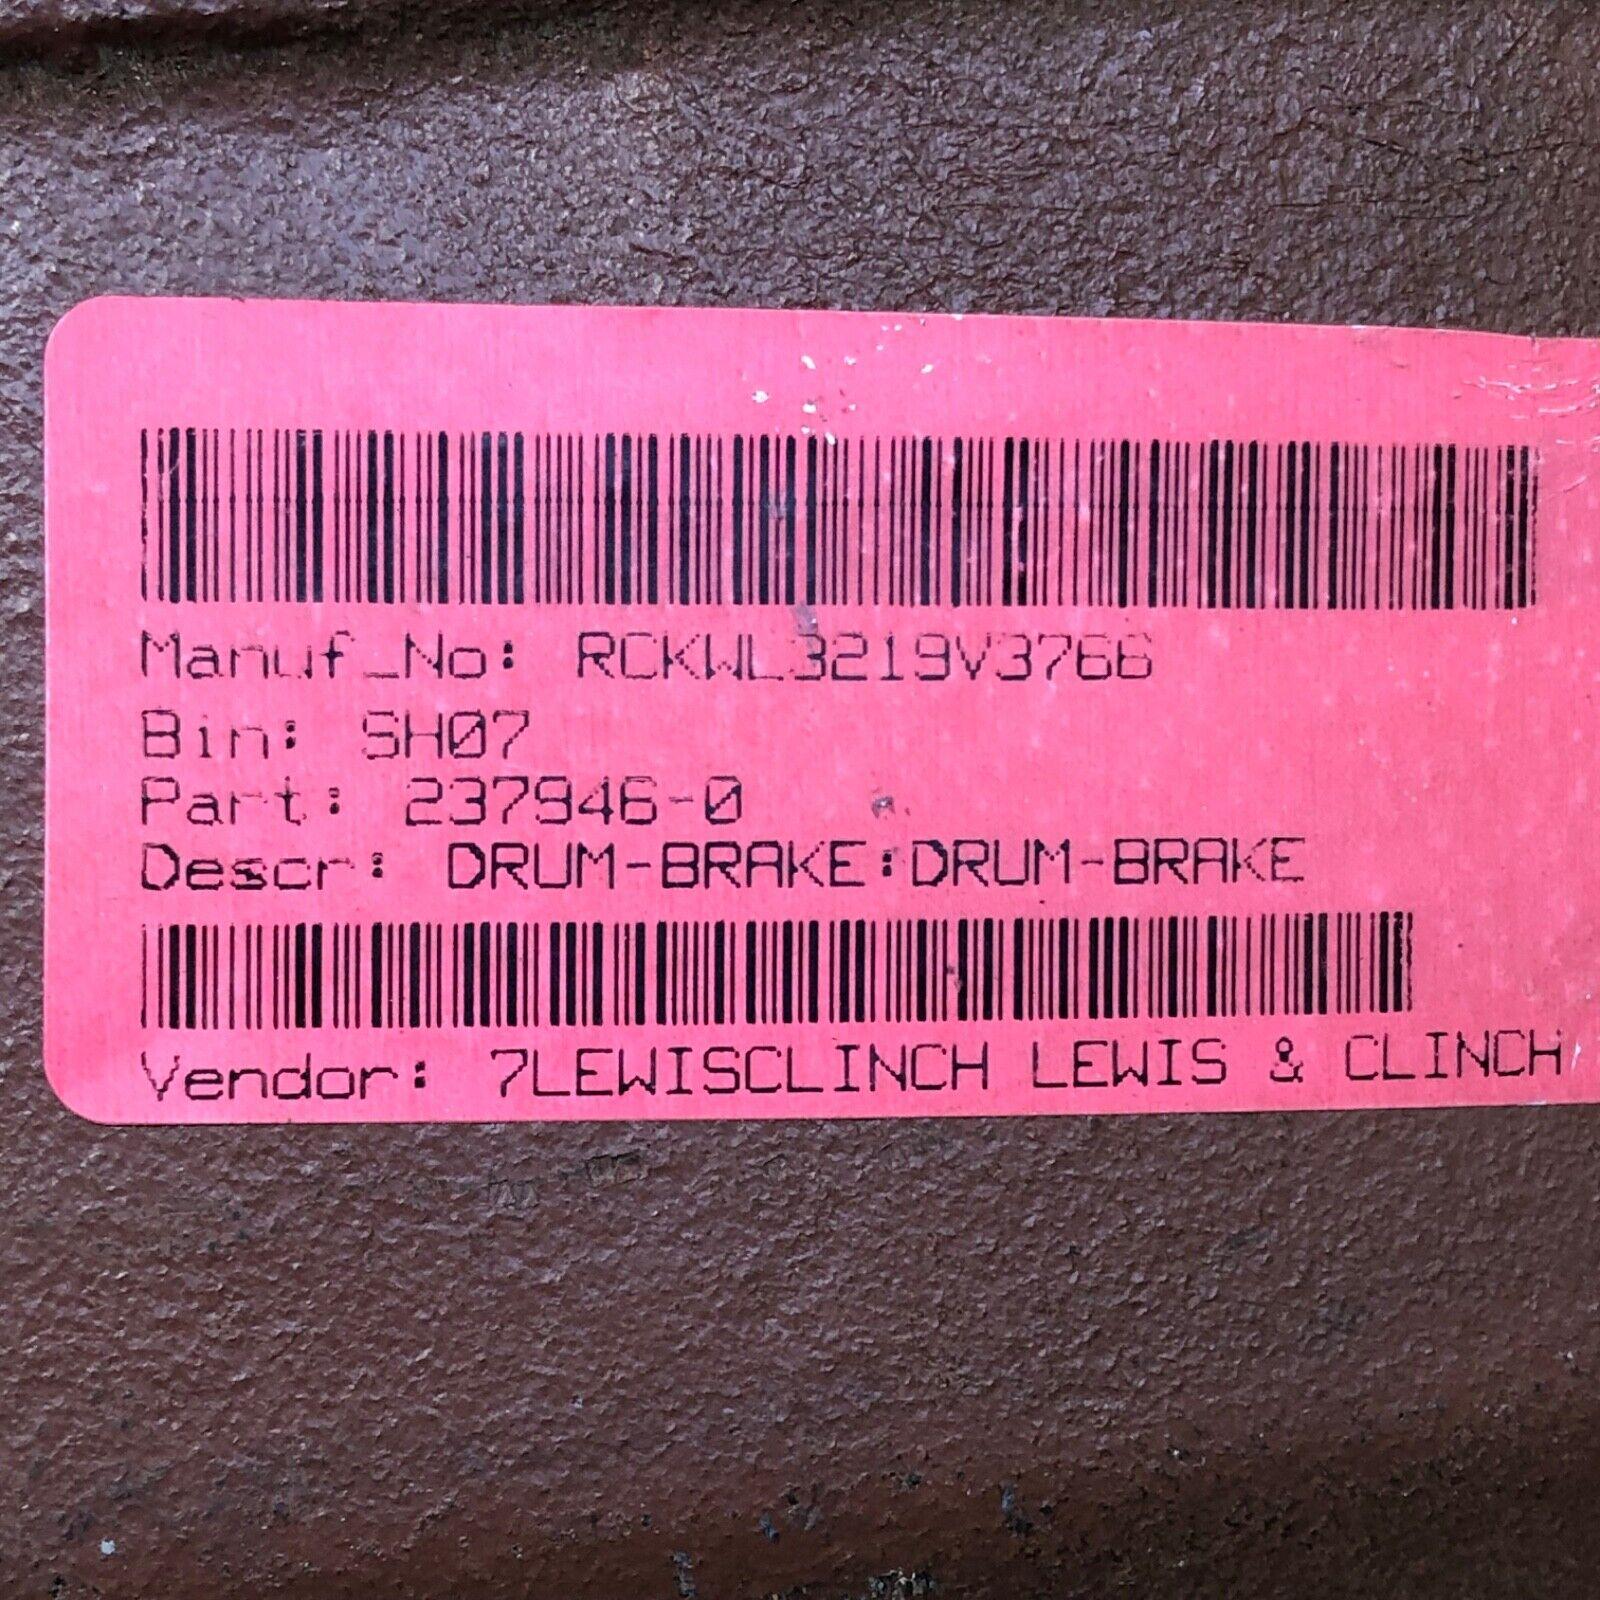 Manuf_No: RCKWL3219V3766
Bin: SH07
Part: 237946-0
Descr: DRUM-BRAKE:DRUM-BRAKE
Vendor: 7LEWISCLINCH LEWIS & CLINCH